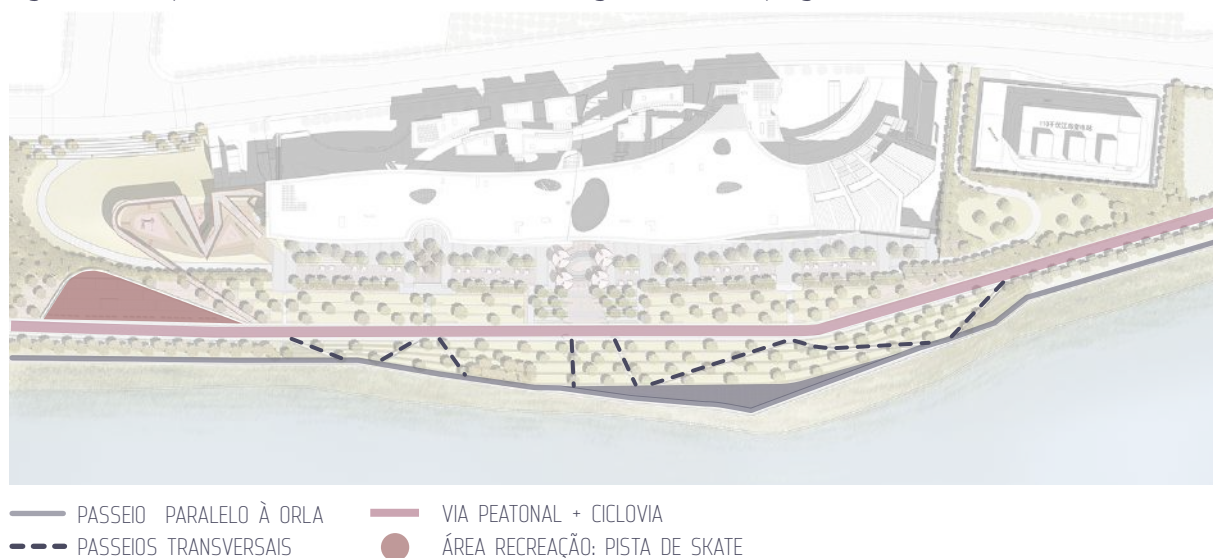 PASSEIO PARALELO À ORLA
VIA PEATONAL + CICLOVIA
PASSEIOS TRANSVERSAIS
ÁREA RECREAÇÃO: PISTA DE SKATE